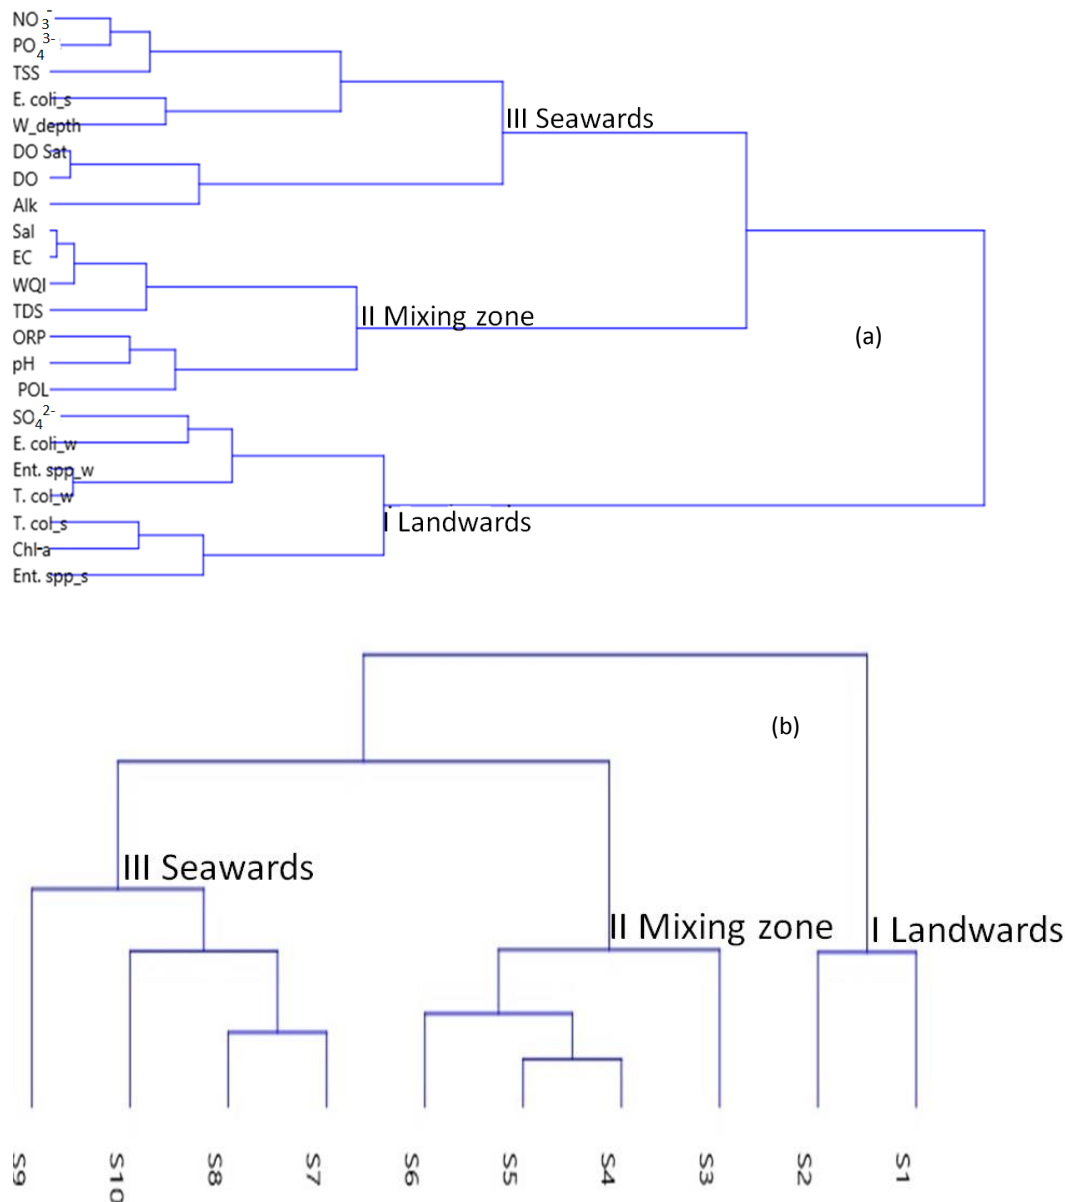 NO₃⁻
PO₄³⁻
TSS
E. coli_s
W_depth
DO Sat
DO
Alk
Sal
EC
WQI
TDS
ORP
pH
POL
SO₄²⁻
E. coli_w
Ent. spp_w
T. col_w
T. col_s
Chl-a
Ent. spp_s
III Seawards
II Mixing zone
(a)
I Landwards
(b)
III Seawards
II Mixing zone
I Landwards
S9
S10
S8
S7
S6
S5
S4
S3
S2
S1